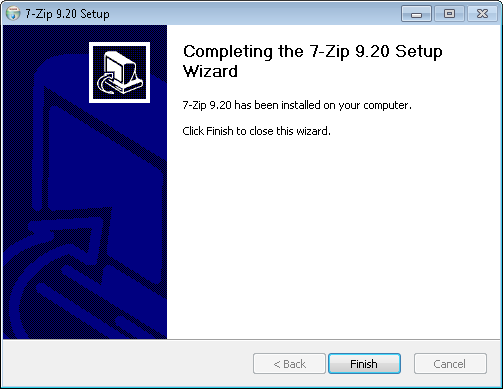 7-Zip 9.20 Setup
Completing the 7-Zip 9.20 Setup
Wizard
7-Zip 9.20 has been installed on your computer.
Click Finish to close this wizard.
< Back
Finish
Cancel